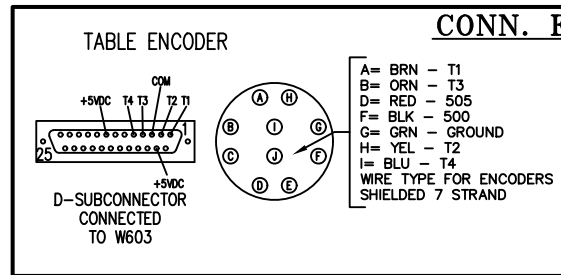 CONN. E
TABLE ENCODER
COM
+5VDC T4 T3 T2 T1
1
25
+5VDC
D-SUBCONNECTOR
CONNECTED
TO W603
A H
B I G
C J F
D E
A= BRN - T1
B= ORN - T3
D= RED - 505
F= BLK - 500
G= GRN - GROUND
H= YEL - T2
I= BLU - T4
WIRE TYPE FOR ENCODERS
SHIELDED 7 STRAND